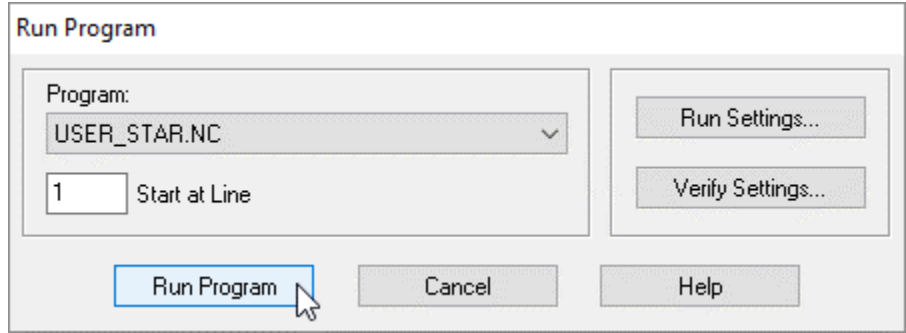 Run Program
Program:
USER_STAR.NC
1 Start at Line
Run Settings...
Verify Settings...
Run Program
Cancel
Help